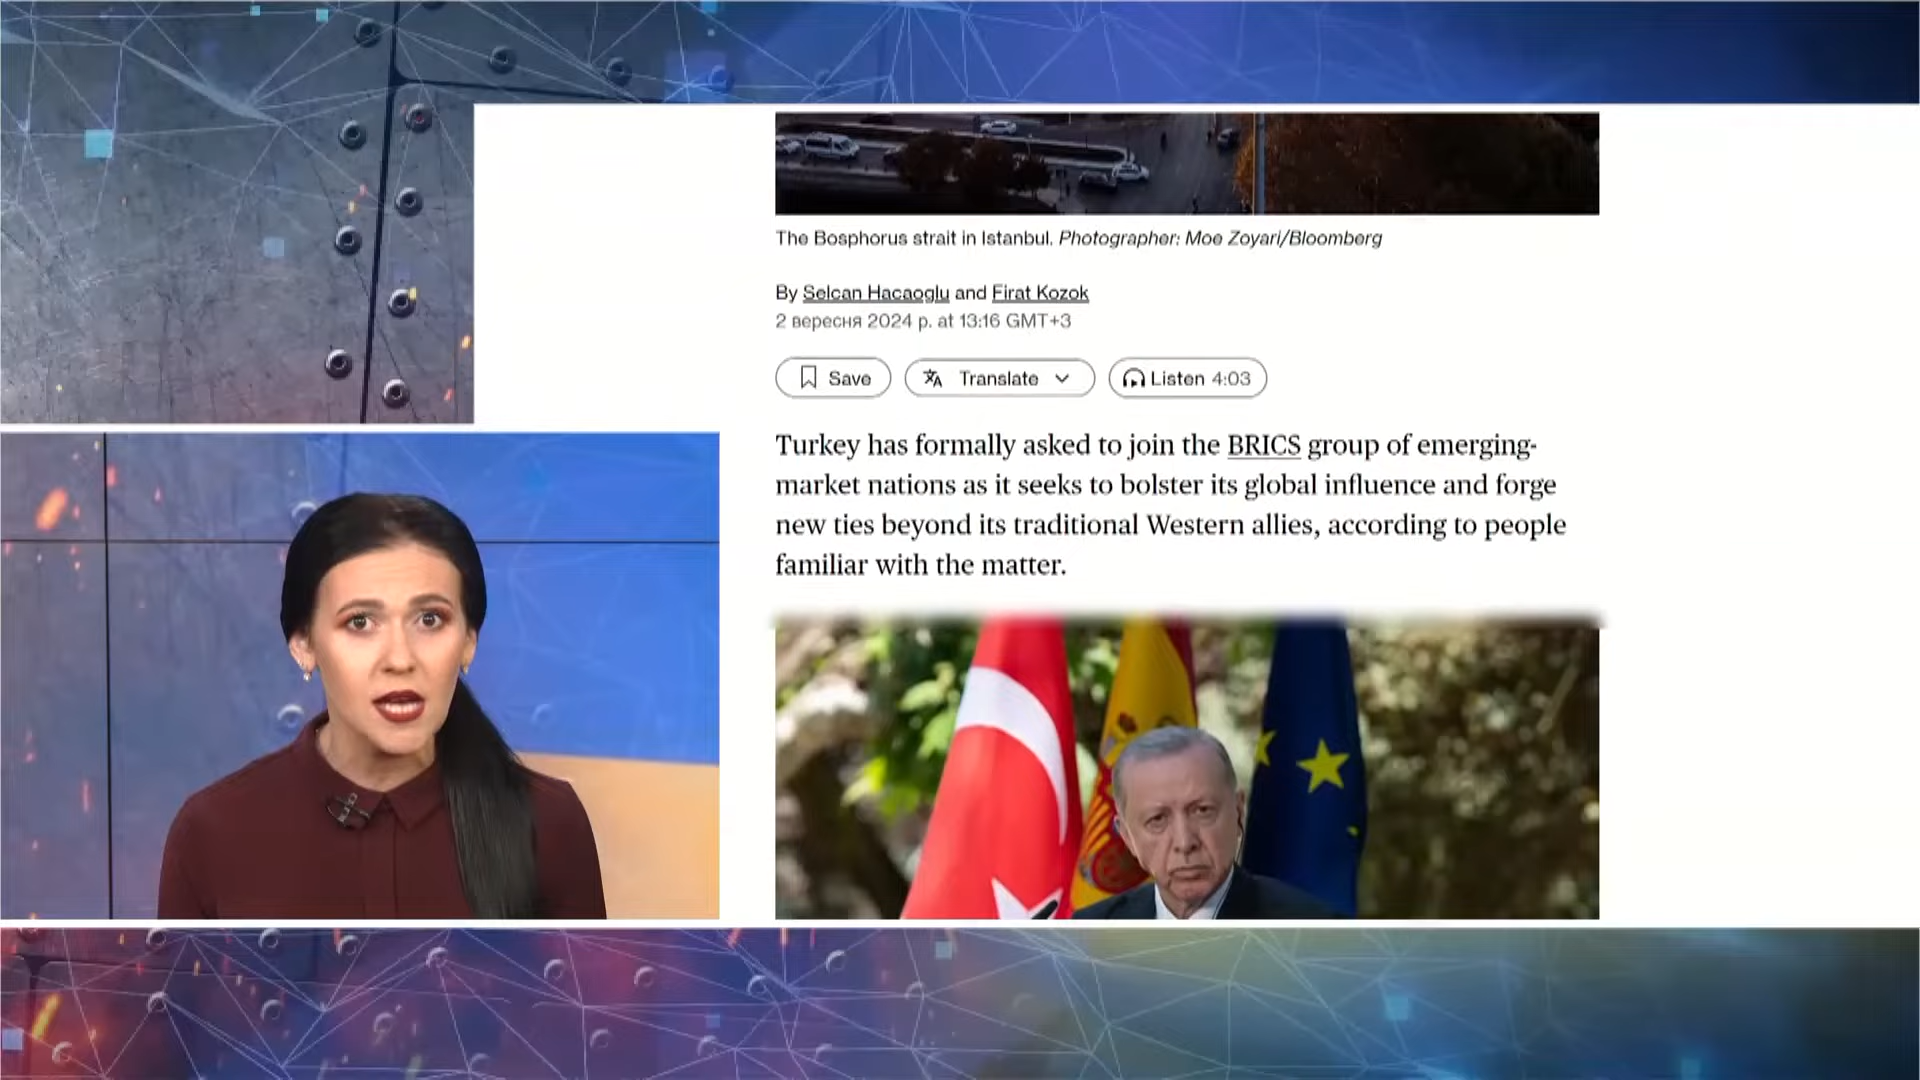 The Bosphorus strait in Istanbul. Photographer: Moe Zoyari/Bloomberg
By Selcan Hacaoglu and Firat Kozok
2 вересня 2024 р. at 13:16 GMT+3
Save
Translate
Listen 4:03
Turkey has formally asked to join the BRICS group of emerging-
market nations as it seeks to bolster its global influence and forge
new ties beyond its traditional Western allies, according to people
familiar with the matter.